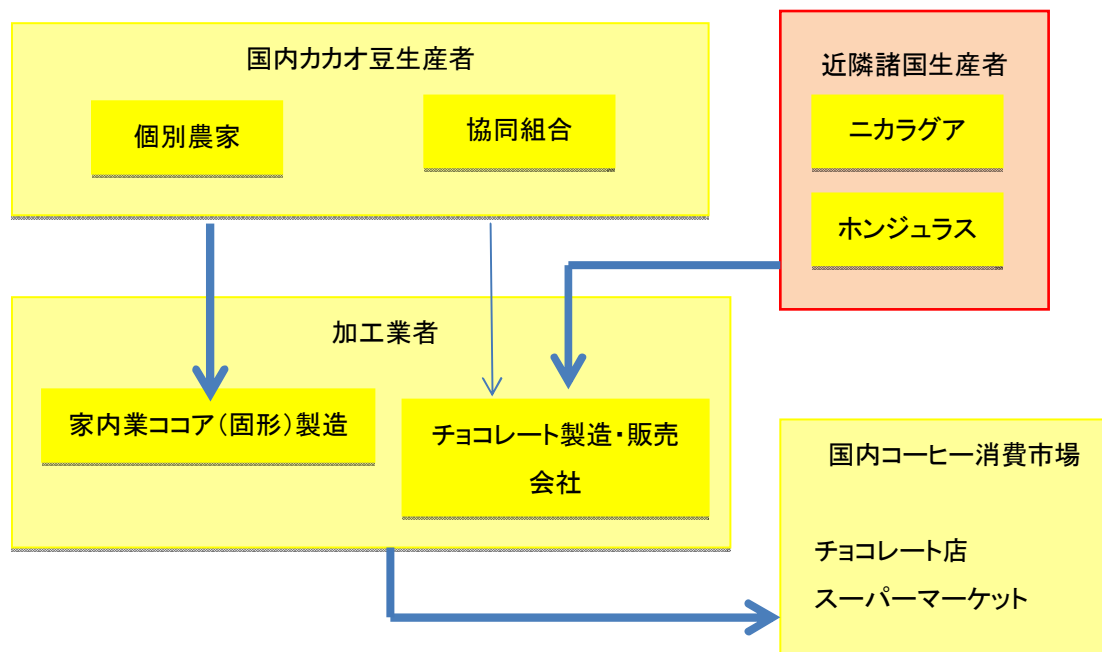 国内カカオ豆生産者
個別農家
協同組合
近隣諸国生産者
ニカラグア
ホンジュラス
加工業者
家内業ココア(固形)製造
チョコレート製造・販売
会社
国内コーヒー消費市場
チョコレート店
スーパーマーケット